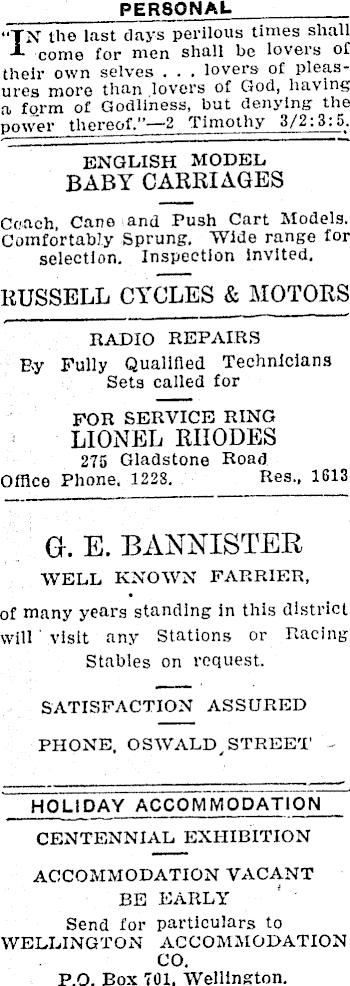 PERSONAL
"IN the last days perilous times shall
come for men shall be lovers of
their own selves . . . lovers of pleas-
ures more than lovers of God, having
a form of Godliness, but denying the
power thereof."—2 Timothy 3/2:3:5.
ENGLISH MODEL
BABY CARRIAGES
Coach, Cane and Push Cart Models.
Comfortably Sprung. Wide range for
selection. Inspection Invited.
RUSSELL CYCLES & MOTORS
RADIO REPAIRS
By Fully Qualified Technicians
Sets called for
FOR SERVICE RING
LIONEL RHODES
275 Gladstone Road
Office Phone. 1223. Res., 1613
G. E. BANNISTER
WELL KNOWN FARRIER,
of many years standing in this district
will visit any Stations or Racing
Stables on request.
SATISFACTION ASSURED
PHONE, OSWALD STREET
HOLIDAY ACCOMMODATION
CENTENNIAL EXHIBITION
ACCOMMODATION VACANT
BE EARLY
Send for particulars to
WELLINGTON ACCOMMODATION
CO.
P.O. Box 701, Wellington.